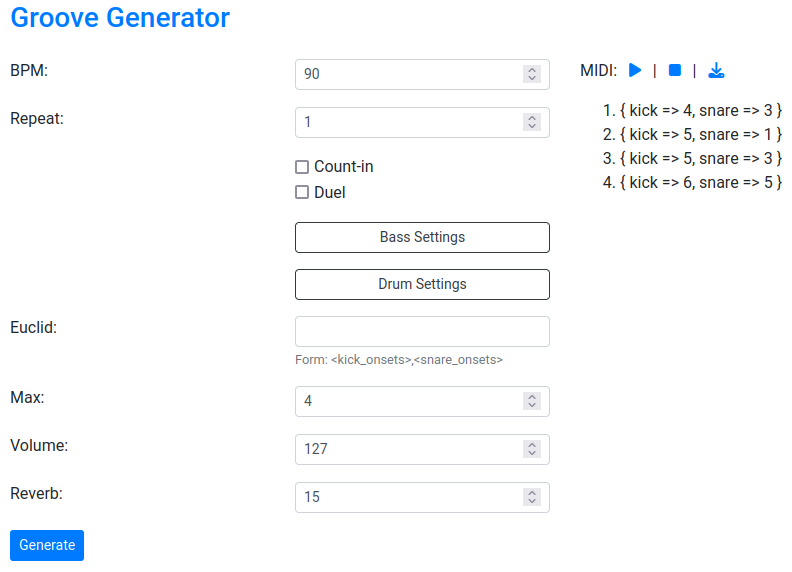 Groove Generator
BPM:
90
Repeat:
1
Count-in
Duel
Bass Settings
Drum Settings
Euclid:
Form: <kick_onsets>,<snare_onsets>
Max:
4
Volume:
127
Reverb:
15
Generate
MIDI: | |
1. { kick => 4, snare => 3 }
2. { kick => 5, snare => 1 }
3. { kick => 5, snare => 3 }
4. { kick => 6, snare => 5 }